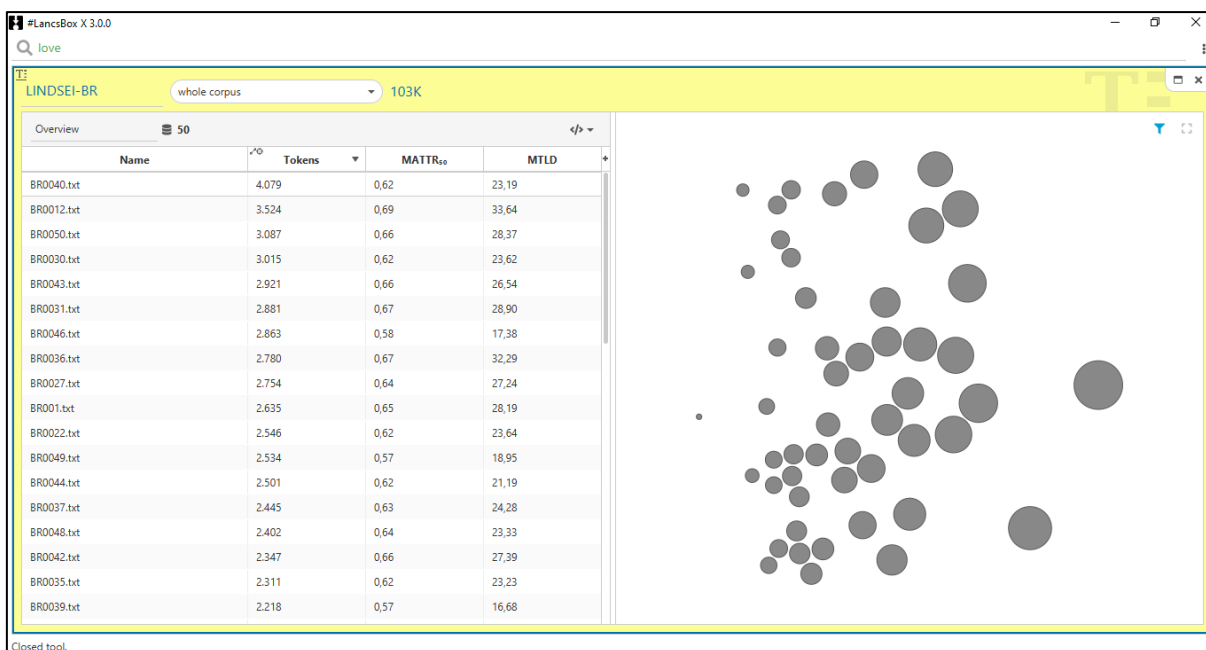 #LancsBox X 3.0.0
love
LINDSEI-BR whole corpus 103K
Overview 50
Name Tokens MATTR₅₀ MTLD
BR0040.txt 4.079 0,62 23,19
BR0012.txt 3.524 0,69 33,64
BR0050.txt 3.087 0,66 28,37
BR0030.txt 3.015 0,62 23,62
BR0043.txt 2.921 0,66 26,54
BR0031.txt 2.881 0,67 28,90
BR0046.txt 2.863 0,58 17,38
BR0036.txt 2.780 0,67 32,29
BR0027.txt 2.754 0,64 27,24
BR001.txt 2.635 0,65 28,19
BR0022.txt 2.546 0,62 23,64
BR0049.txt 2.534 0,57 18,95
BR0044.txt 2.501 0,62 21,19
BR0037.txt 2.445 0,63 24,28
BR0048.txt 2.402 0,64 23,33
BR0042.txt 2.347 0,66 27,39
BR0035.txt 2.311 0,62 23,23
BR0039.txt 2.218 0,57 16,68
Closed tool.